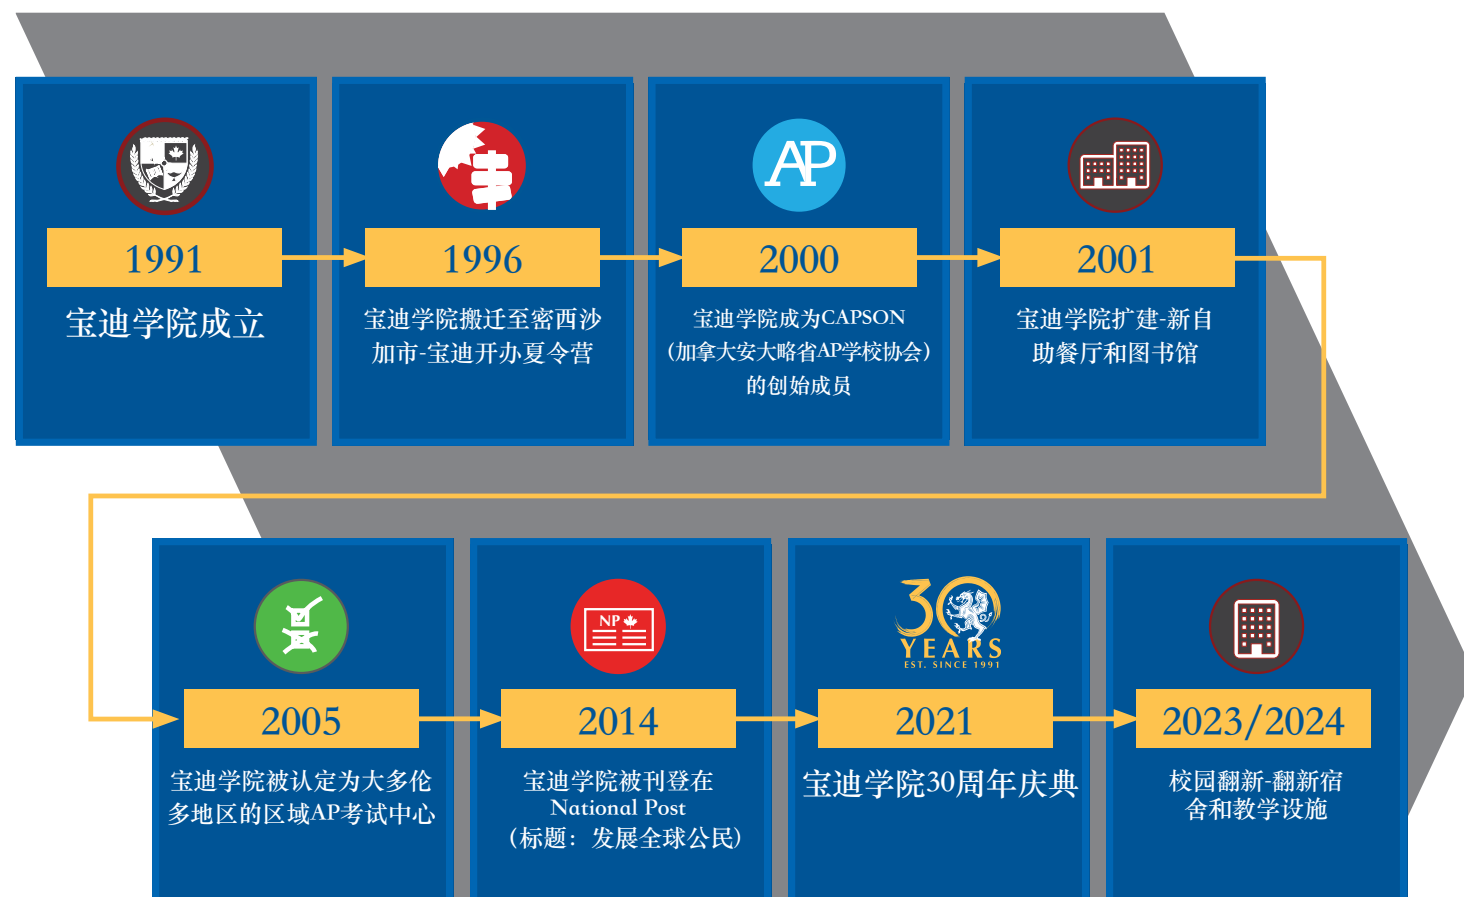 AP
1991
1996
2000
2001
宝迪学院成立
宝迪学院搬迁至密西沙
加市-宝迪开办夏令营
宝迪学院成为CAPSON
（加拿大安大略省AP学校协会）
的创始成员
宝迪学院扩建-新自
助餐厅和图书馆
NP
30
YEARS
EST. SINCE 1991
2005
2014
2021
2023/2024
宝迪学院被认定为大多伦
多地区的区域AP考试中心
宝迪学院被刊登在
National Post
（标题：发展全球公民）
宝迪学院30周年庆典
校园翻新-翻新宿
舍和教学设施